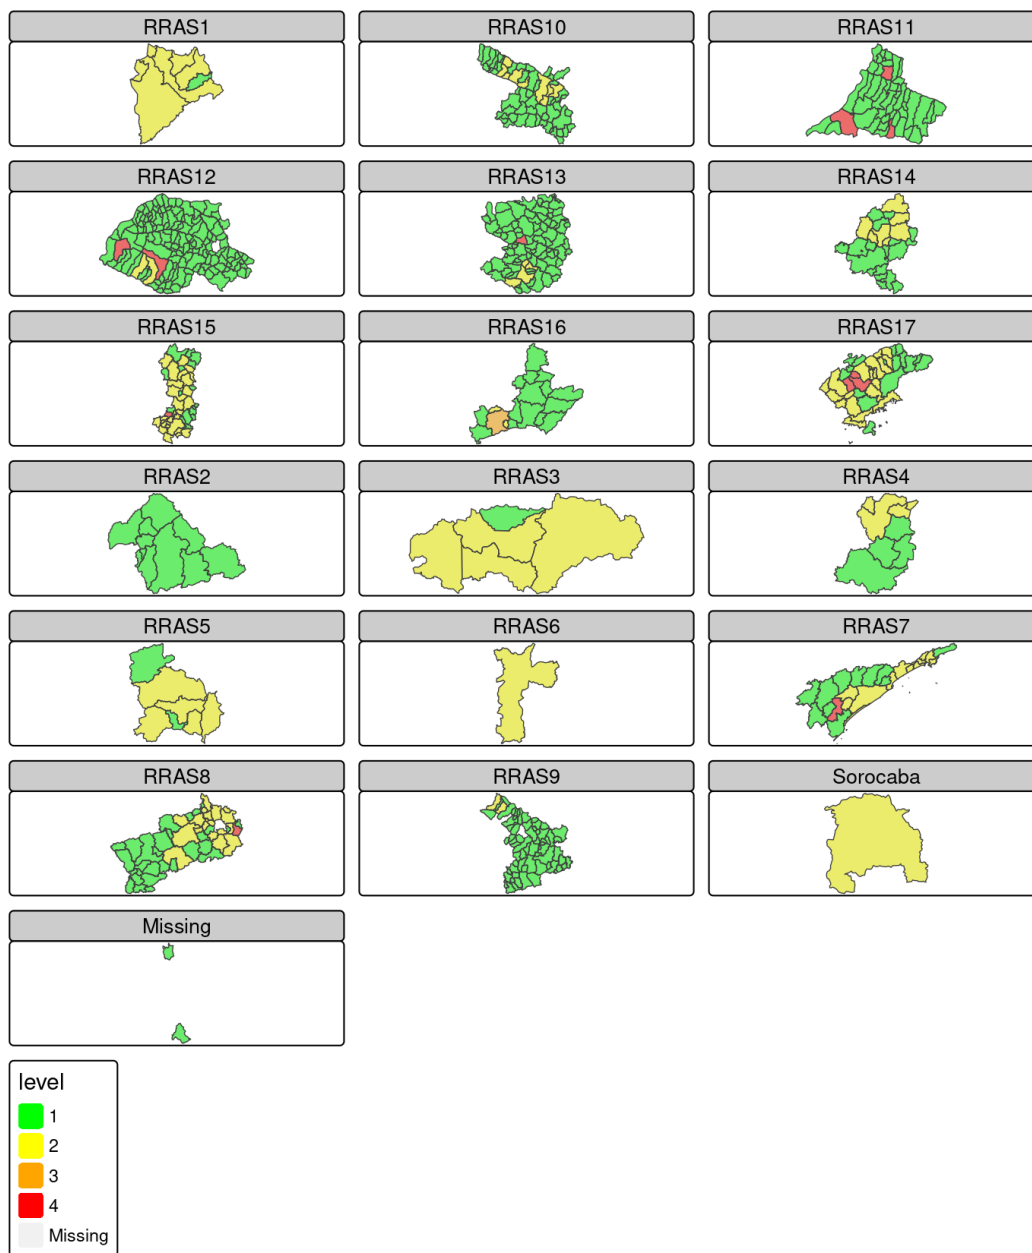 RRAS1
RRAS10
RRAS11
RRAS12
RRAS13
RRAS14
RRAS15
RRAS16
RRAS17
RRAS2
RRAS3
RRAS4
RRAS5
RRAS6
RRAS7
RRAS8
RRAS9
Sorocaba
Missing
level
1
2
3
4
Missing